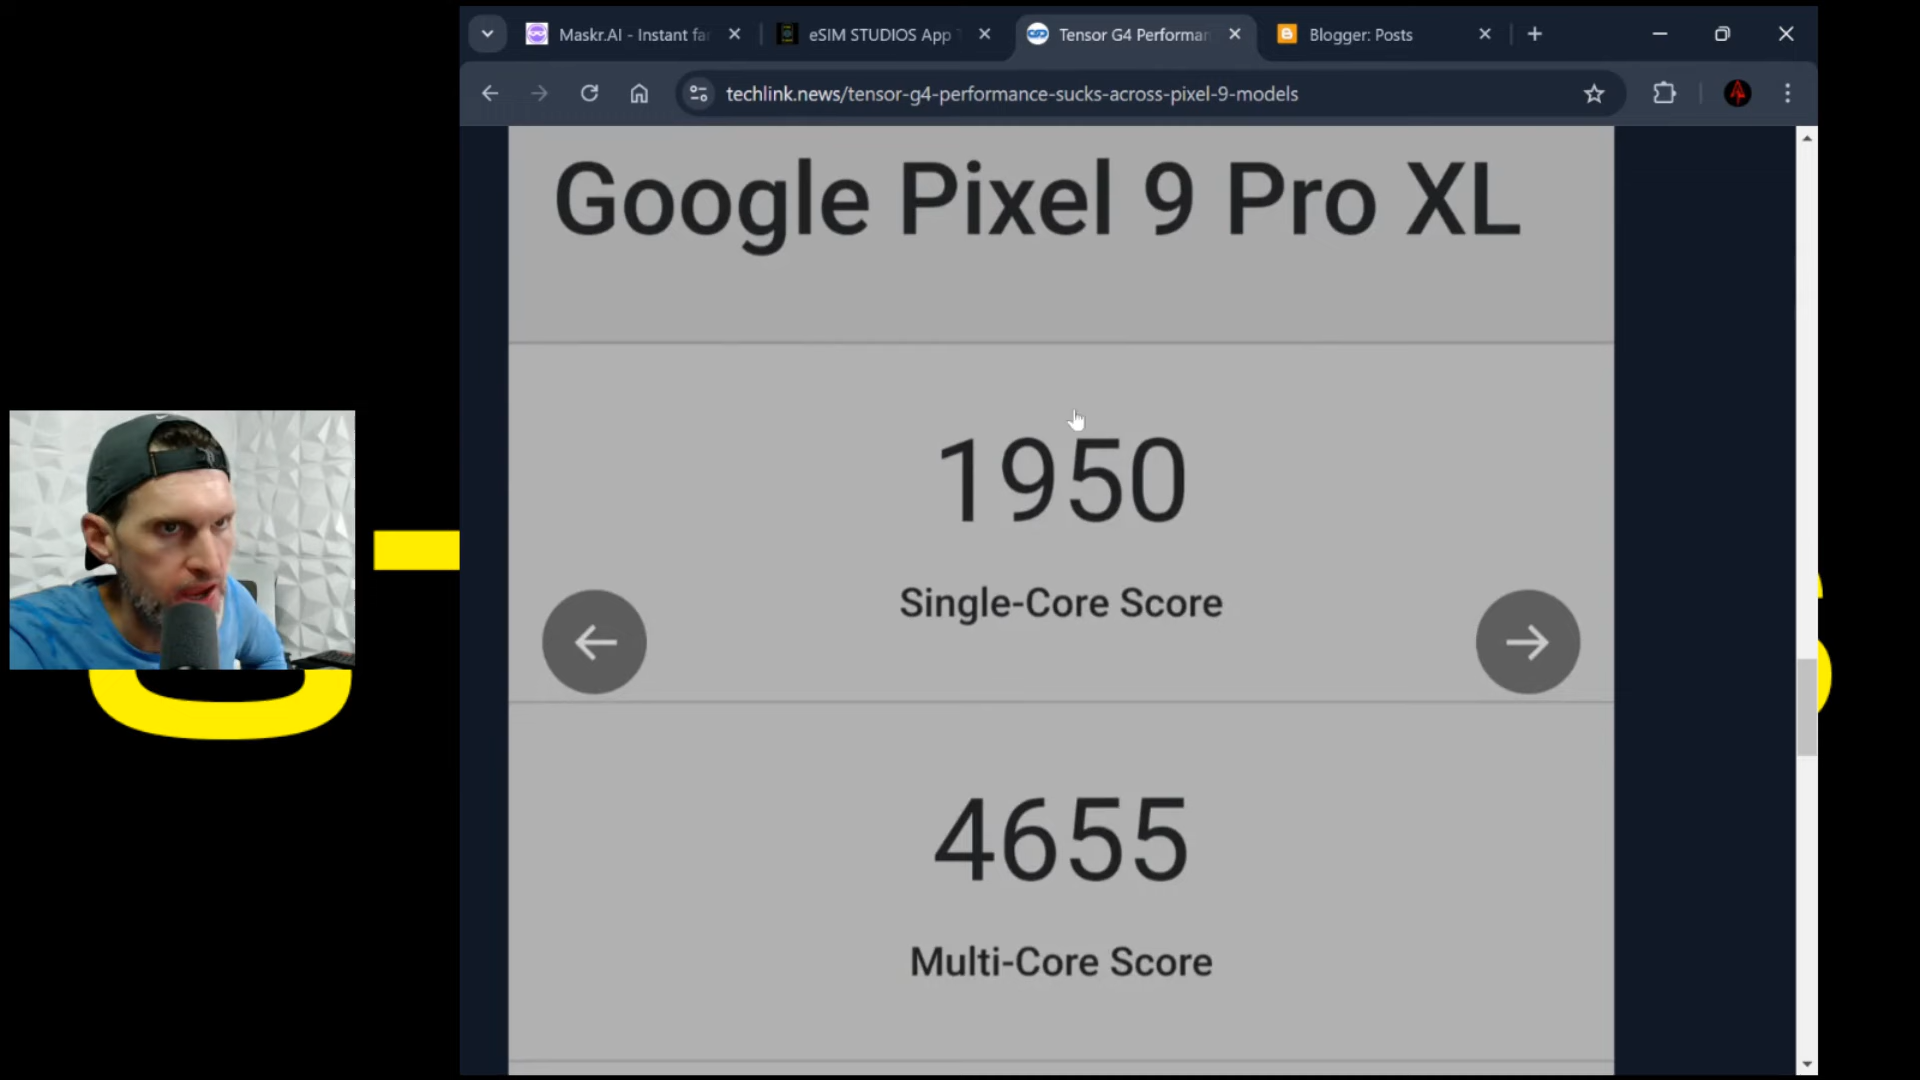 Maskr.AI - Instant fa
eSIM STUDIOS App
Tensor G4 Performan
Blogger: Posts
techlink.news/tensor-g4-performance-sucks-across-pixel-9-models
Google Pixel 9 Pro XL
1950
Single-Core Score
4655
Multi-Core Score